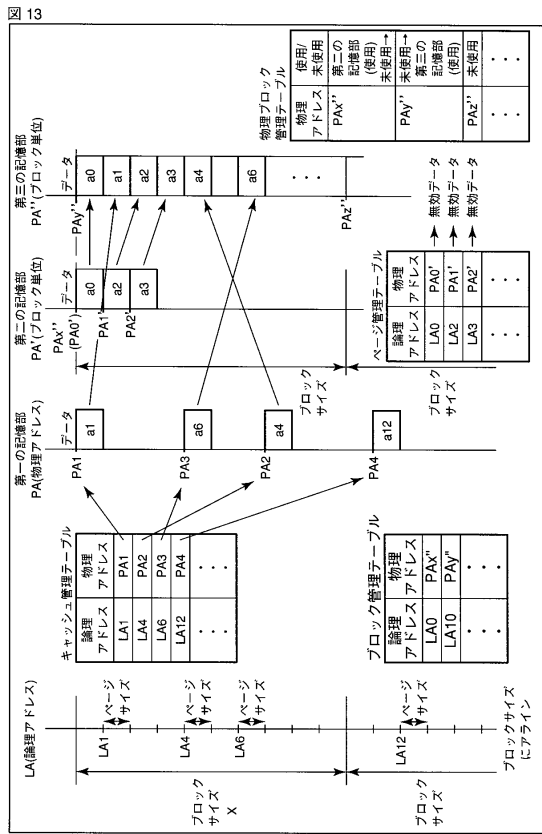 図 13
LA(論理アドレス)
LA1
ページ
サイズ
LA4
ページ
サイズ
LA6
ページ
サイズ
ブロック
サイズ
X
LA12
ページ
サイズ
ブロック
サイズ
ブロックサイズ
にアライン
キャッシュ管理テーブル
論理
アドレス
物理
アドレス
LA1
PA1
LA4
PA2
LA6
PA3
LA12
PA4
ブロック管理テーブル
論理
アドレス
物理
アドレス
LA0
PAx"
LA10
PAy"
第一の記憶部
PA(物理アドレス)
データ
PA1
a1
PA3
a6
PA2
a4
PA4
a12
第二の記憶部
PA'(ブロック単位)
データ
PAx''
(PA0')
a0
PA1'
a2
PA2'
a3
ブロック
サイズ
ブロック
サイズ
ページ管理テーブル
論理
アドレス
物理
アドレス
LA0
PA0'
無効データ
LA2
PA1'
無効データ
LA3
PA2'
無効データ
第三の記憶部
PA''(ブロック単位)
データ
PAy''
a0
a1
a2
a3
a4
a6
PAz''
物理ブロック
管理テーブル
物理
アドレス
使用/
未使用
PAx''
第二の
記憶部
(使用)
未使用→
PAy''
未使用→
第三の
記憶部
(使用)
PAz''
未使用